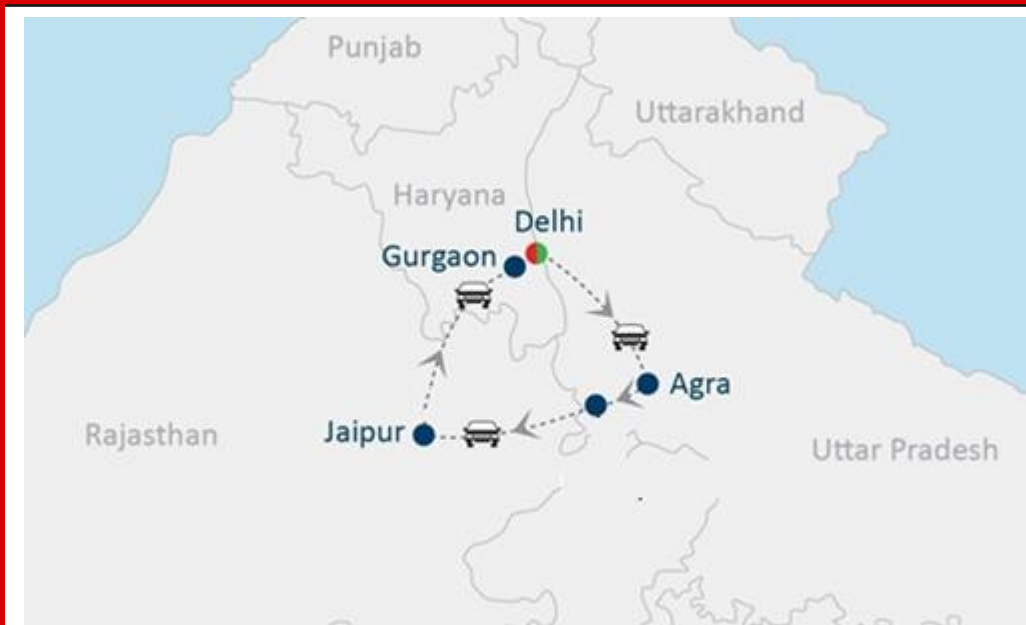 Punjab
Uttarakhand
Haryana
Delhi
Gurgaon
Agra
Jaipur
Rajasthan
Uttar Pradesh